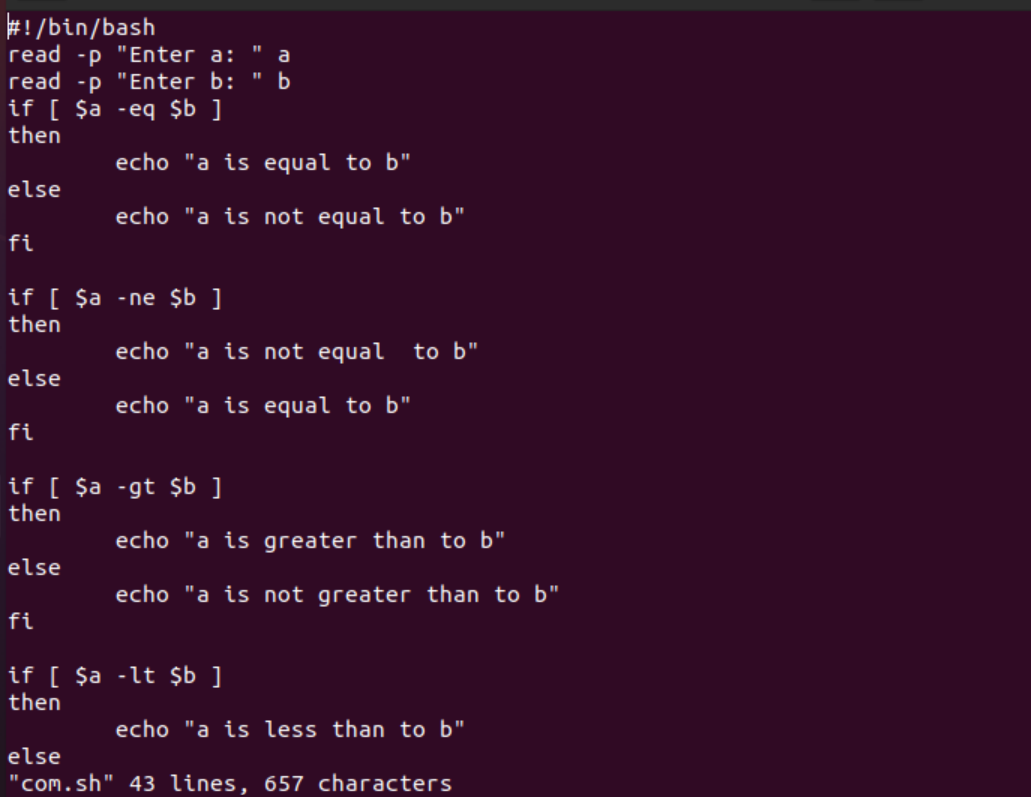 #!/bin/bash
read -p "Enter a: " a
read -p "Enter b: " b
if [ $a -eq $b ]
then
        echo "a is equal to b"
else
        echo "a is not equal to b"
fi

if [ $a -ne $b ]
then
        echo "a is not equal  to b"
else
        echo "a is equal to b"
fi

if [ $a -gt $b ]
then
        echo "a is greater than to b"
else
        echo "a is not greater than to b"
fi

if [ $a -lt $b ]
then
        echo "a is less than to b"
else
"com.sh" 43 lines, 657 characters